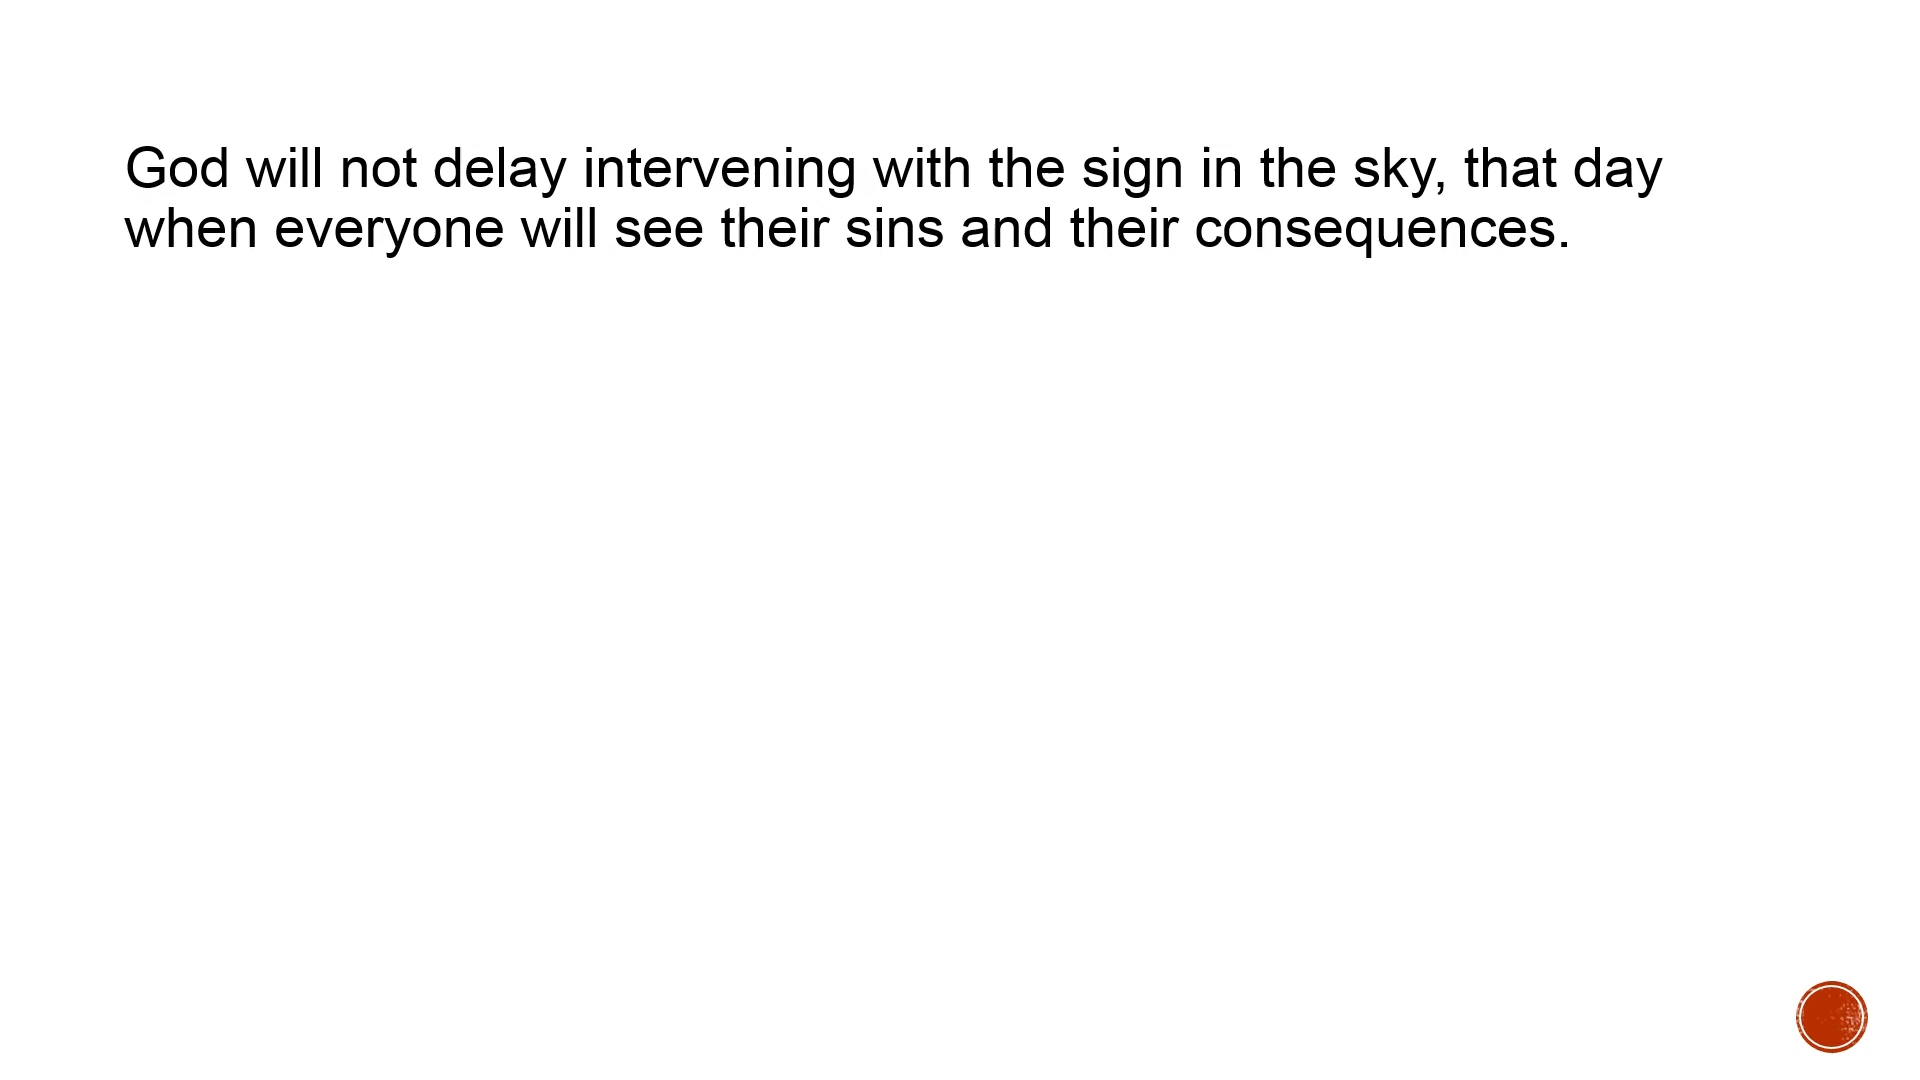 God will not delay intervening with the sign in the sky, that day
when everyone will see their sins and their consequences.